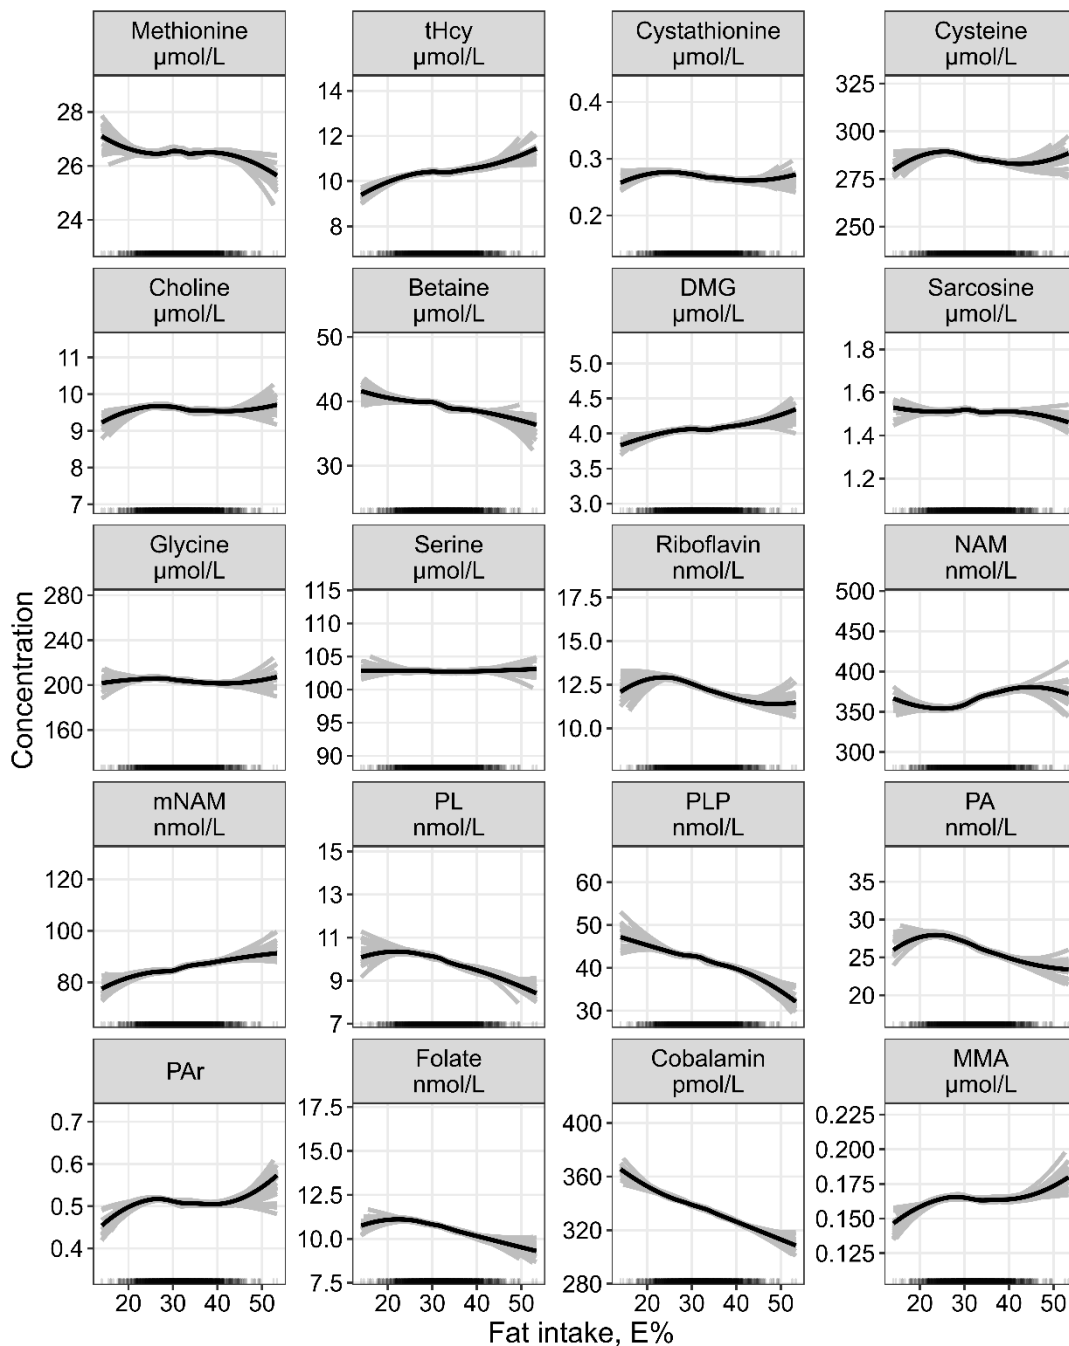 Methionine
µmol/L
tHcy
µmol/L
Cystathionine
µmol/L
Cysteine
µmol/L
28
26
24
14
12
10
8
0.4
0.3
0.2
325
300
275
250
Choline
µmol/L
Betaine
µmol/L
DMG
µmol/L
Sarcosine
µmol/L
11
10
9
8
7
50
40
30
5.0
4.5
4.0
3.5
3.0
1.8
1.6
1.4
1.2
Glycine
µmol/L
Serine
µmol/L
Riboflavin
nmol/L
NAM
nmol/L
280
240
200
160
115
110
105
100
95
90
17.5
15.0
12.5
10.0
500
450
400
350
300
Concentration
mNAM
nmol/L
PL
nmol/L
PLP
nmol/L
PA
nmol/L
120
100
80
15
13
11
9
7
60
50
40
30
35
30
25
20
PAr
Folate
nmol/L
Cobalamin
pmol/L
MMA
µmol/L
0.7
0.6
0.5
0.4
17.5
15.0
12.5
10.0
7.5
400
360
320
280
0.225
0.200
0.175
0.150
0.125
20 30 40 50 20 30 40 50 20 30 40 50 20 30 40 50
Fat intake, E%